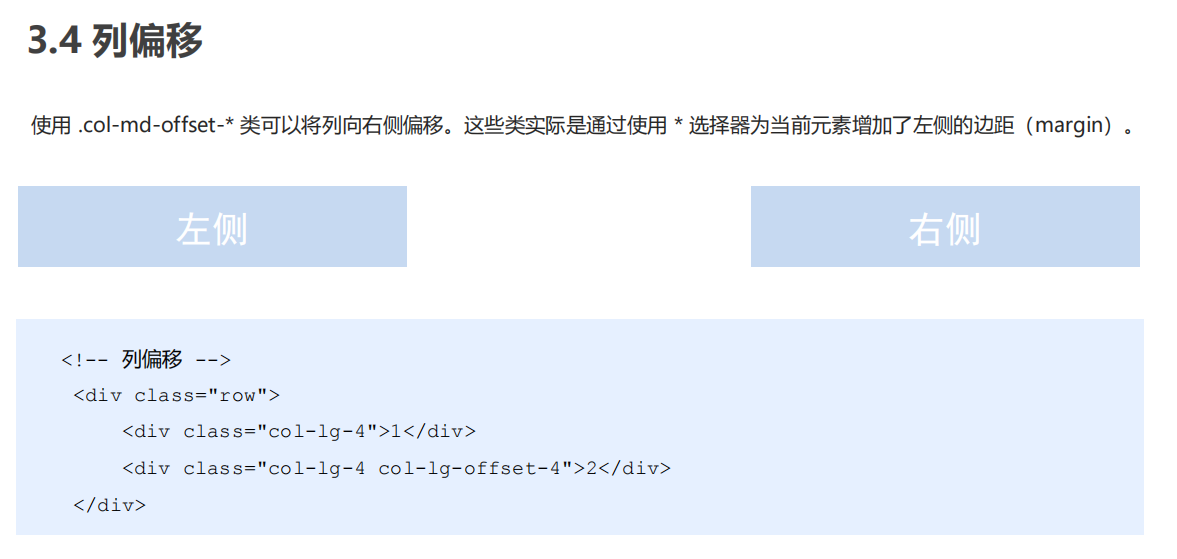 3.4 列偏移
使用 .col-md-offset-* 类可以将列向右侧偏移。这些类实际是通过使用 * 选择器为当前元素增加了左侧的边距（margin）。
左侧
右侧
<!-- 列偏移 -->
<div class="row">
<div class="col-lg-4">1</div>
<div class="col-lg-4 col-lg-offset-4">2</div>
</div>